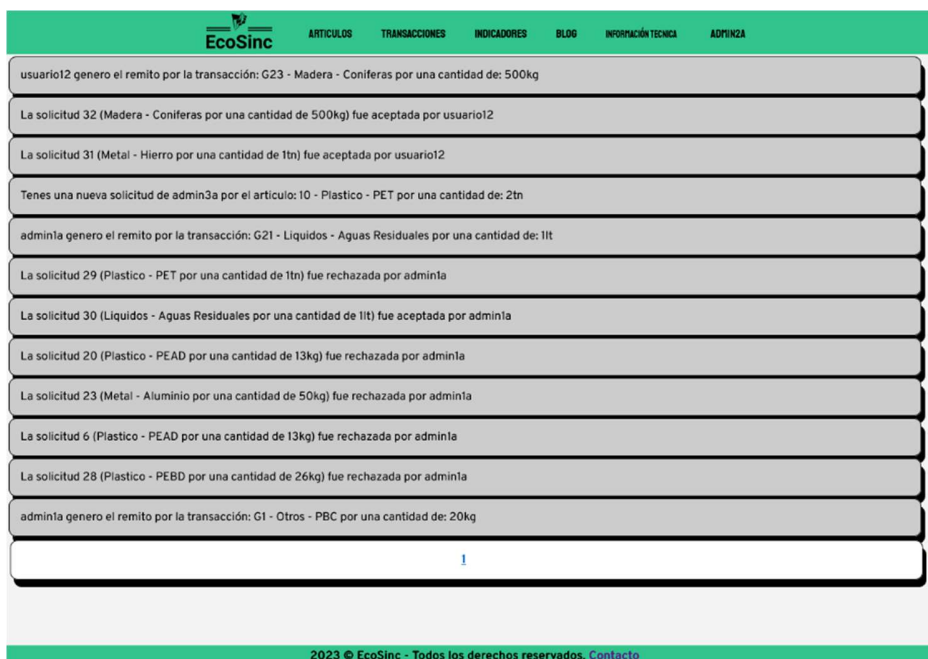 EcoSinc
ARTICULOS TRANSACCIONES INDICADORES BLOG INFORMACIÓN TECNICA ADMIN2A
usuario12 genero el remito por la transacción: G23 - Madera - Coniferas por una cantidad de: 500kg
La solicitud 32 (Madera - Coniferas por una cantidad de 500kg) fue aceptada por usuario12
La solicitud 31 (Metal - Hierro por una cantidad de 1tn) fue aceptada por usuario12
Tenes una nueva solicitud de admin3a por el articulo: 10 - Plastico - PET por una cantidad de: 2tn
admin1a genero el remito por la transacción: G21 - Liquidos - Aguas Residuales por una cantidad de: 1lt
La solicitud 29 (Plastico - PET por una cantidad de 1tn) fue rechazada por admin1a
La solicitud 30 (Liquidos - Aguas Residuales por una cantidad de 1lt) fue aceptada por admin1a
La solicitud 20 (Plastico - PEAD por una cantidad de 13kg) fue rechazada por admin1a
La solicitud 23 (Metal - Aluminio por una cantidad de 50kg) fue rechazada por admin1a
La solicitud 6 (Plastico - PEAD por una cantidad de 13kg) fue rechazada por admin1a
La solicitud 28 (Plastico - PEBD por una cantidad de 26kg) fue rechazada por admin1a
admin1a genero el remito por la transacción: G1 - Otros - PBC por una cantidad de: 20kg
1
2023 © EcoSinc - Todos los derechos reservados. Contacto